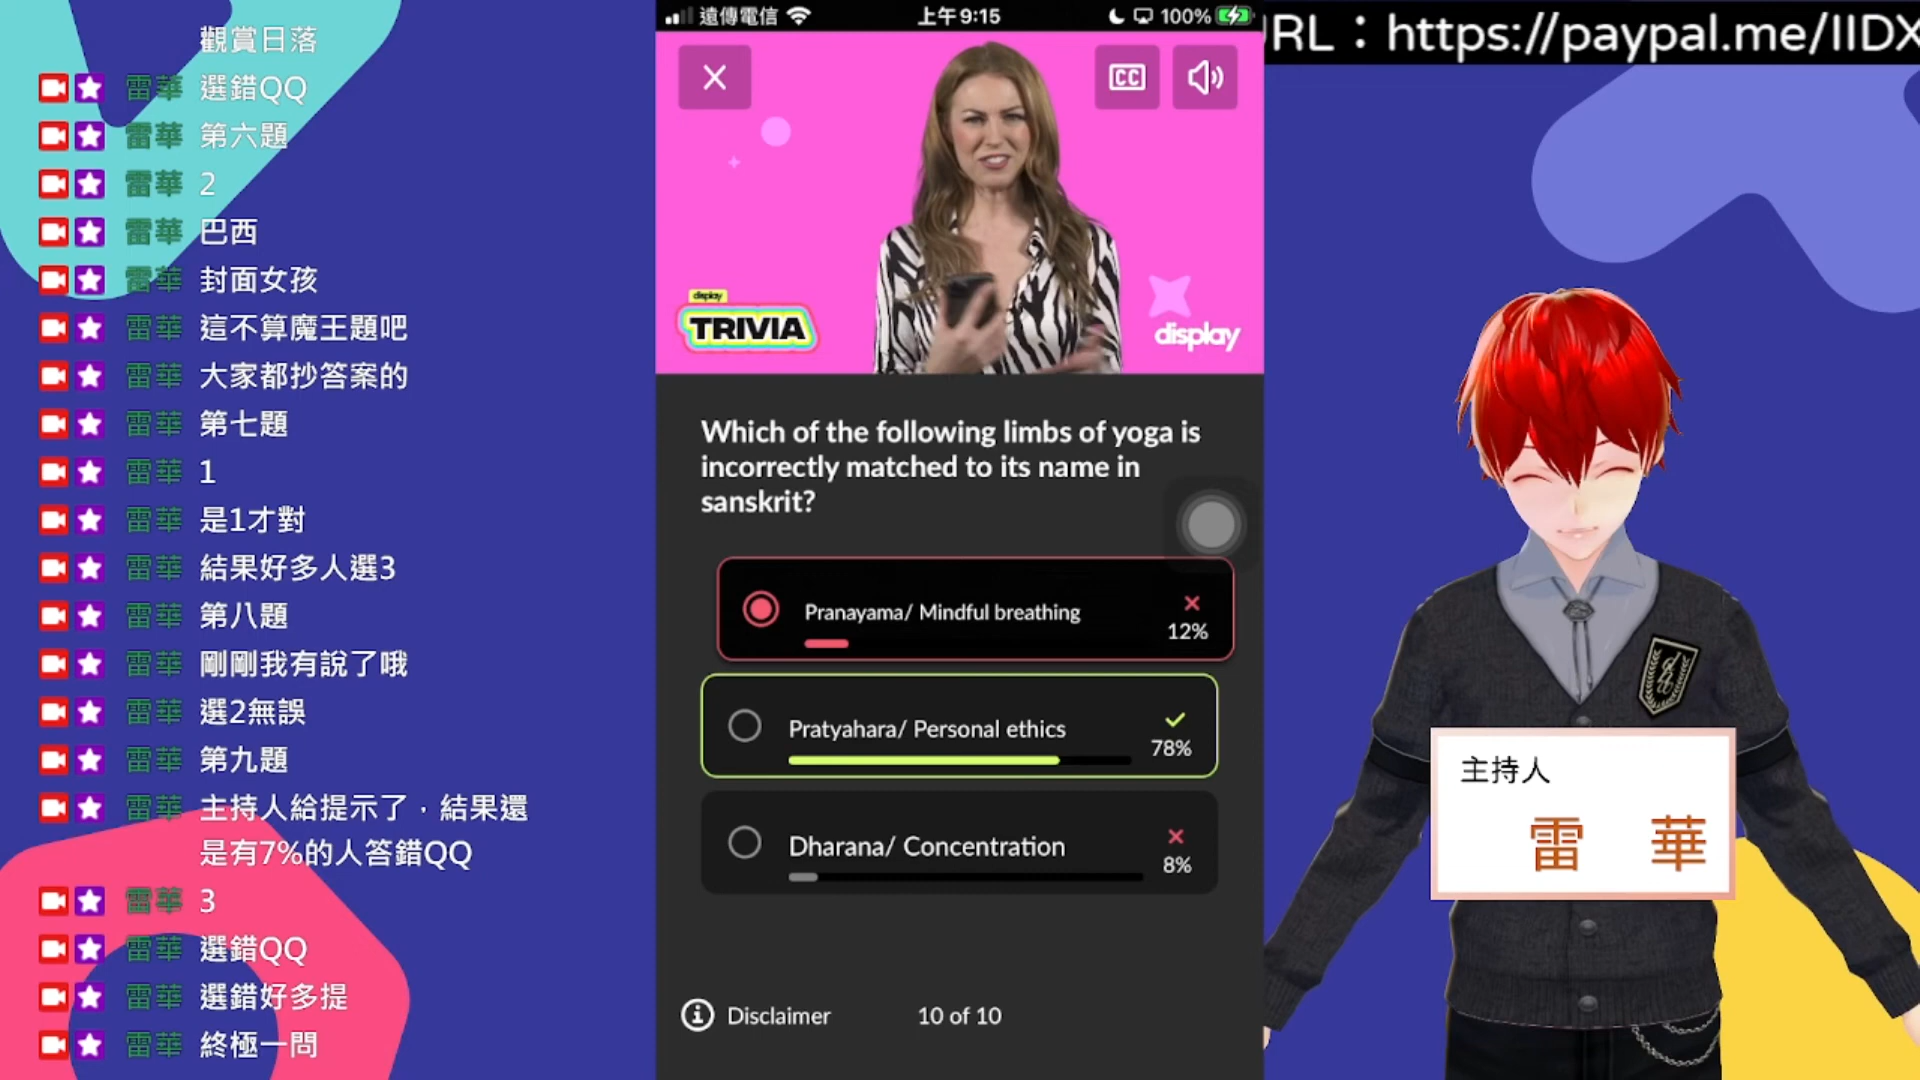 觀賞日落
雷華 選錯QQ
雷華 第六題
雷華 2
雷華 巴西
雷華 封面女孩
雷華 這不算魔王題吧
雷華 大家都抄答案的
雷華 第七題
雷華 1
雷華 是1才對
雷華 結果好多人選3
雷華 第八題
雷華 剛剛我有說了哦
雷華 選2無誤
雷華 第九題
雷華 主持人給提示了，結果還
是有7%的人答錯QQ
雷華 3
雷華 選錯QQ
雷華 選錯好多提
雷華 終極一問
遠傳電信 上午9:15 100%
CC
display
TRIVIA
display
Which of the following limbs of yoga is
incorrectly matched to its name in
sanskrit?
Pranayama/ Mindful breathing
12%
Pratyahara/ Personal ethics
78%
Dharana/ Concentration
8%
Disclaimer 10 of 10
URL：https://paypal.me/IIDX
主持人
雷 華